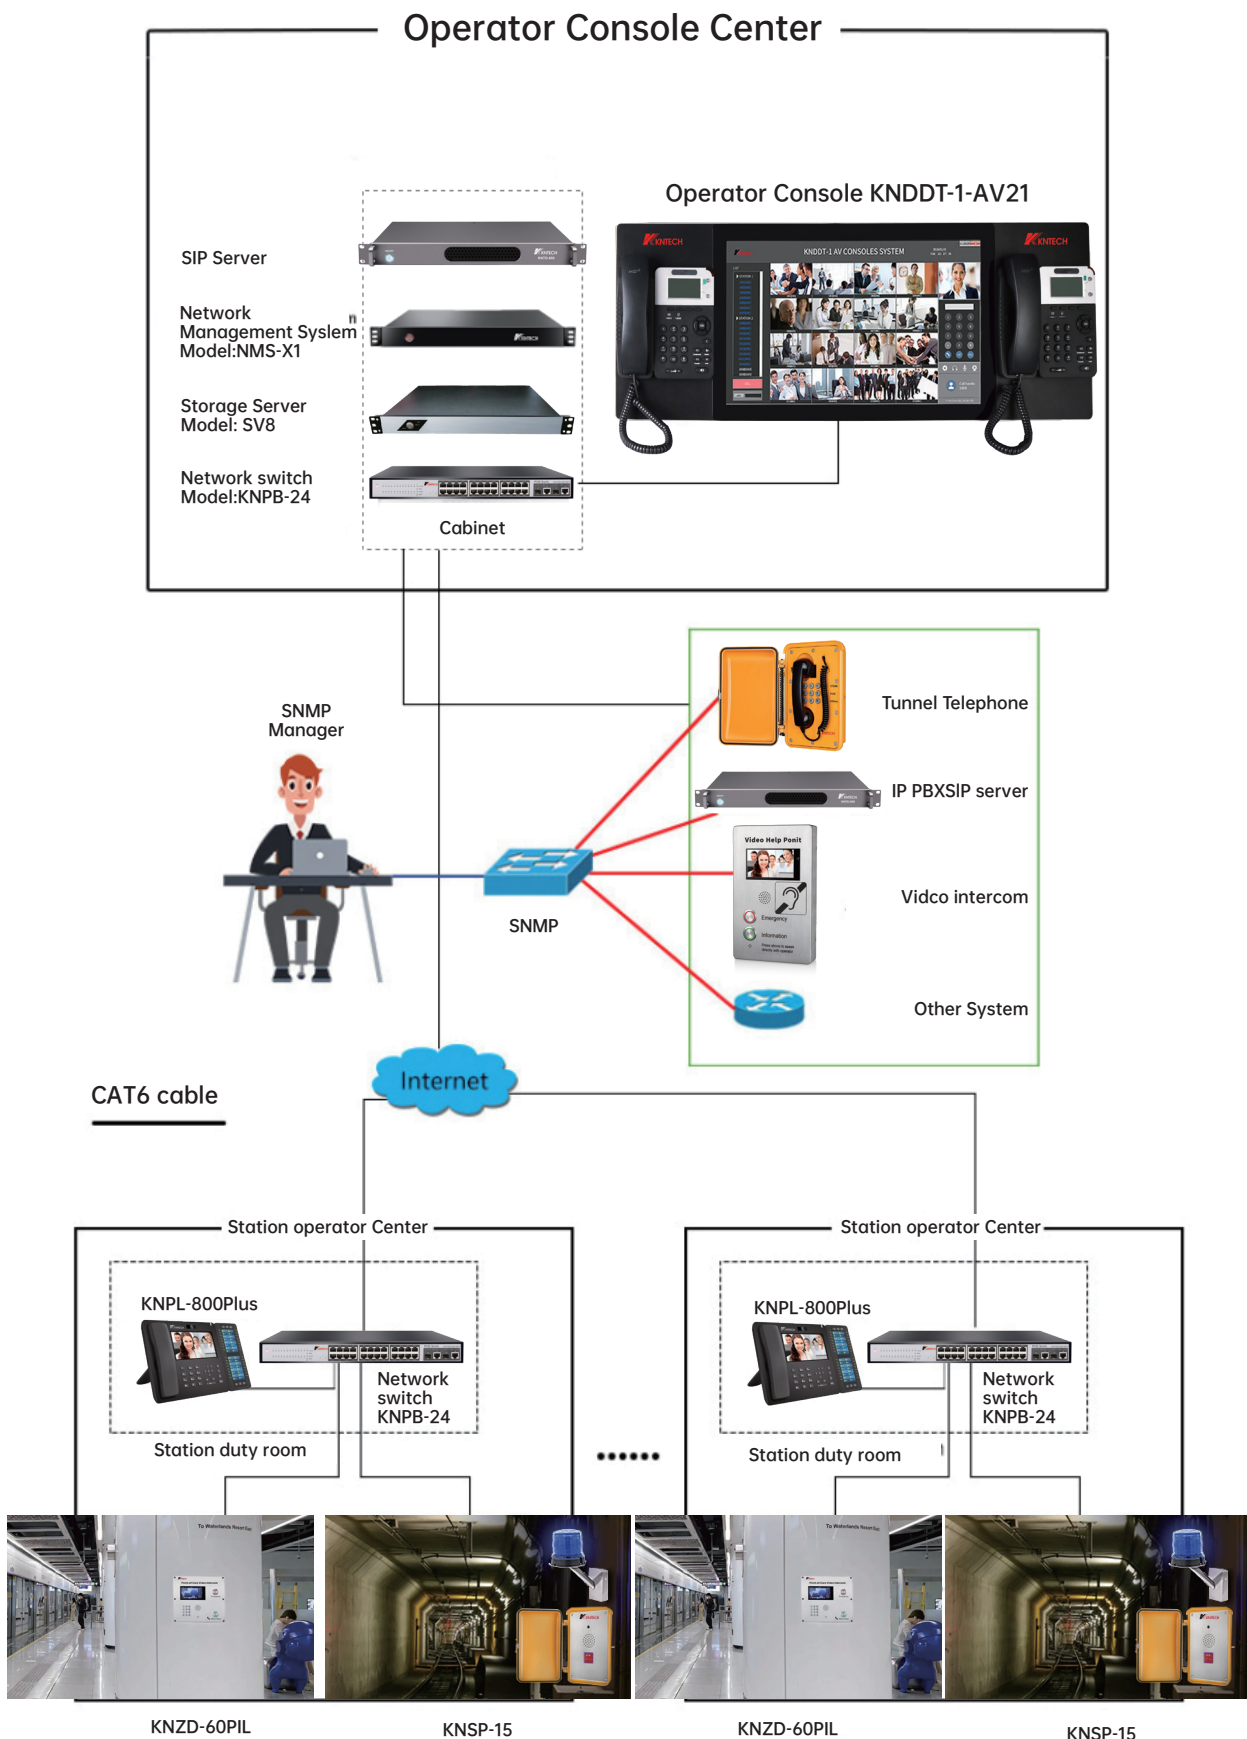 Operator Console Center
Operator Console KNDDT-1-AV21
SIP Server
Network
Management Syslem
Model:NMS-X1
Storage Server
Model: SV8
Network switch
Model:KNPB-24
Cabinet
KNTECH
KNTECH
KNDDT-1 AV CONSOLES SYSTEM
KNTECH
SNMP
Manager
SNMP
Tunnel Telephone
IP PBXSIP server
Video Help Ponit
Emergency
Information
Vidco intercom
Other System
Internet
CAT6 cable
Station operator Center
KNPL-800Plus
Network
switch
KNPB-24
Station duty room
Station operator Center
KNPL-800Plus
Network
switch
KNPB-24
Station duty room
......
KNZD-60PIL
KNSP-15
KNZD-60PIL
KNSP-15